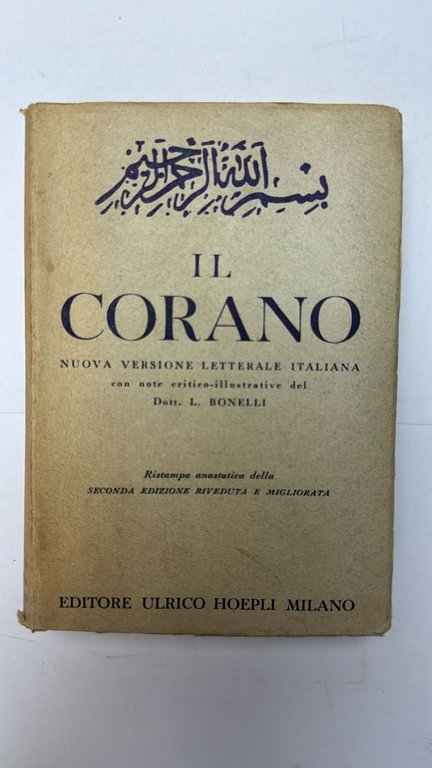 بسم الله الرحمن الرحيم
IL
CORANO
NUOVA VERSIONE LETTERALE ITALIANA
con note critico-illustrative del
Dott. L. BONELLI
Ristampa anastatica della
SECONDA EDIZIONE RIVEDUTA E MIGLIORATA
EDITORE ULRICO HOEPLI MILANO